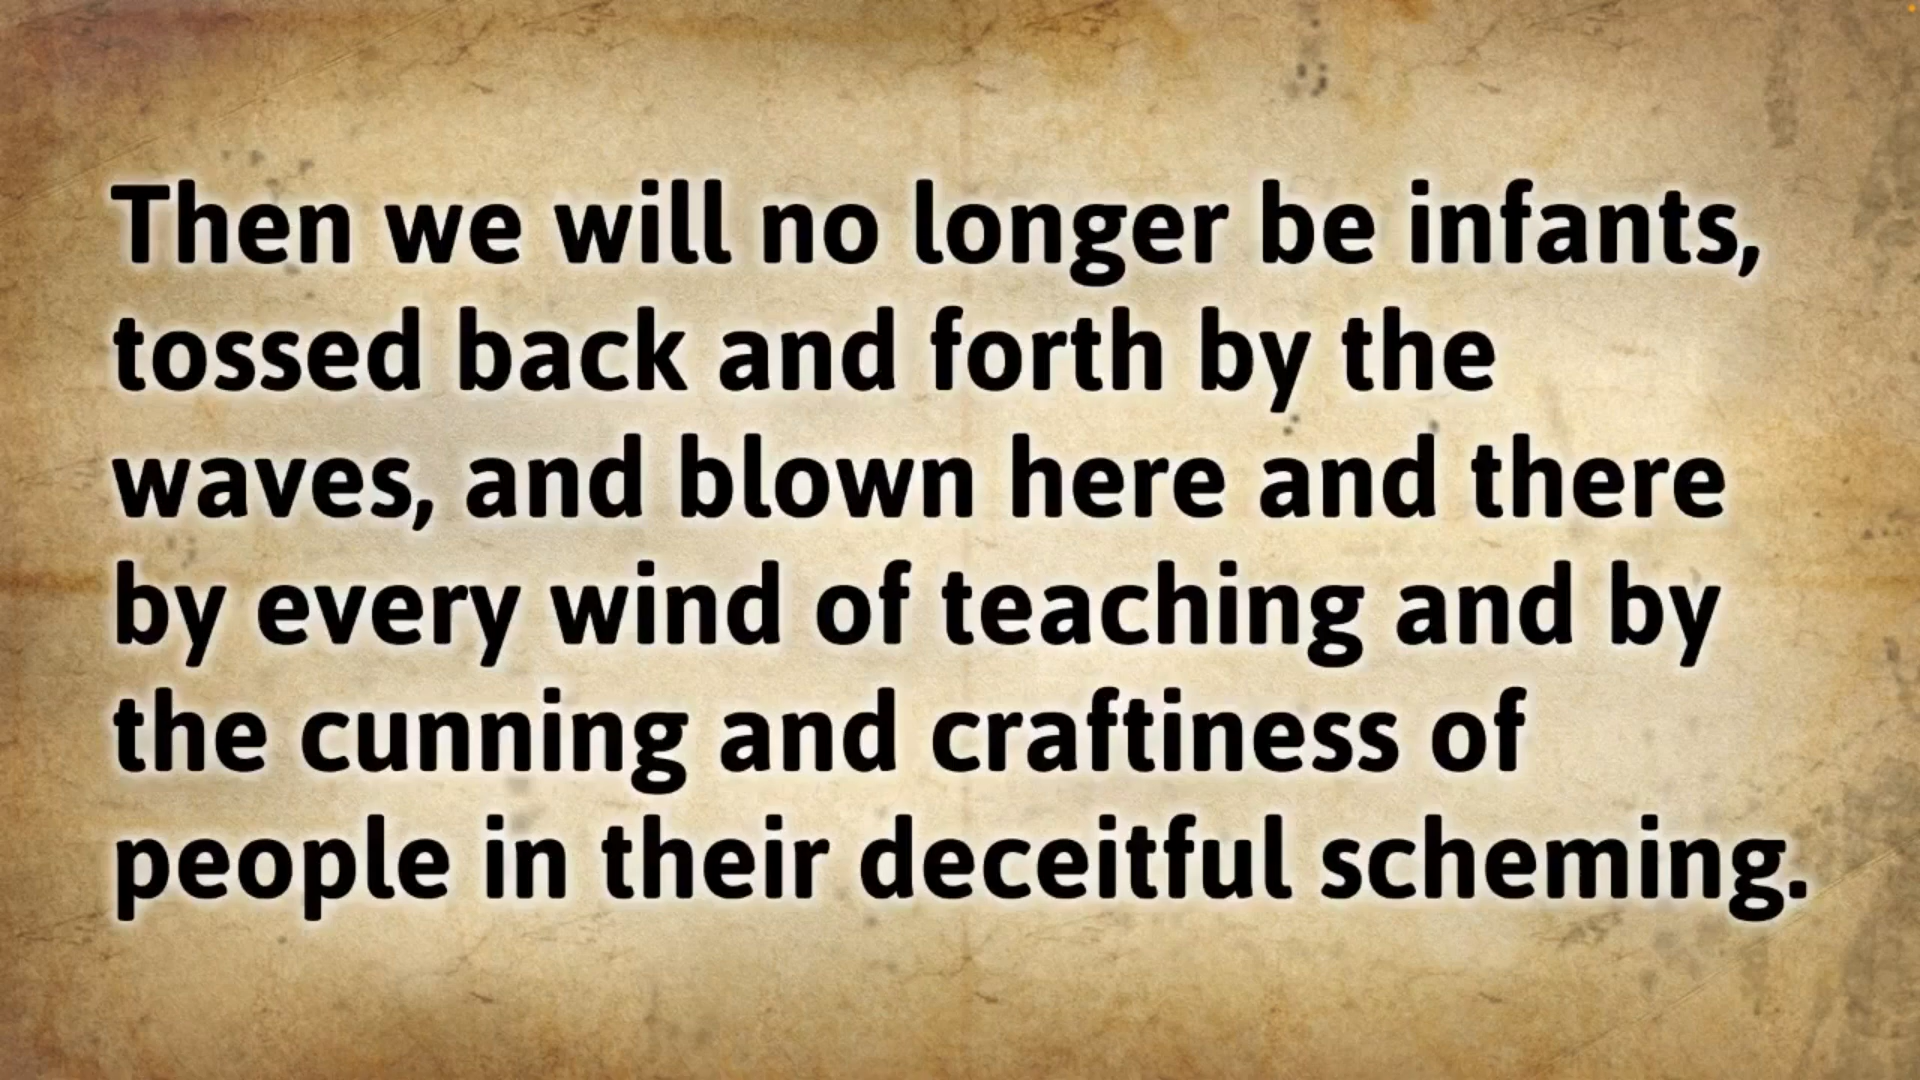 Then we will no longer be infants,
tossed back and forth by the
waves, and blown here and there
by every wind of teaching and by
the cunning and craftiness of
people in their deceitful scheming.